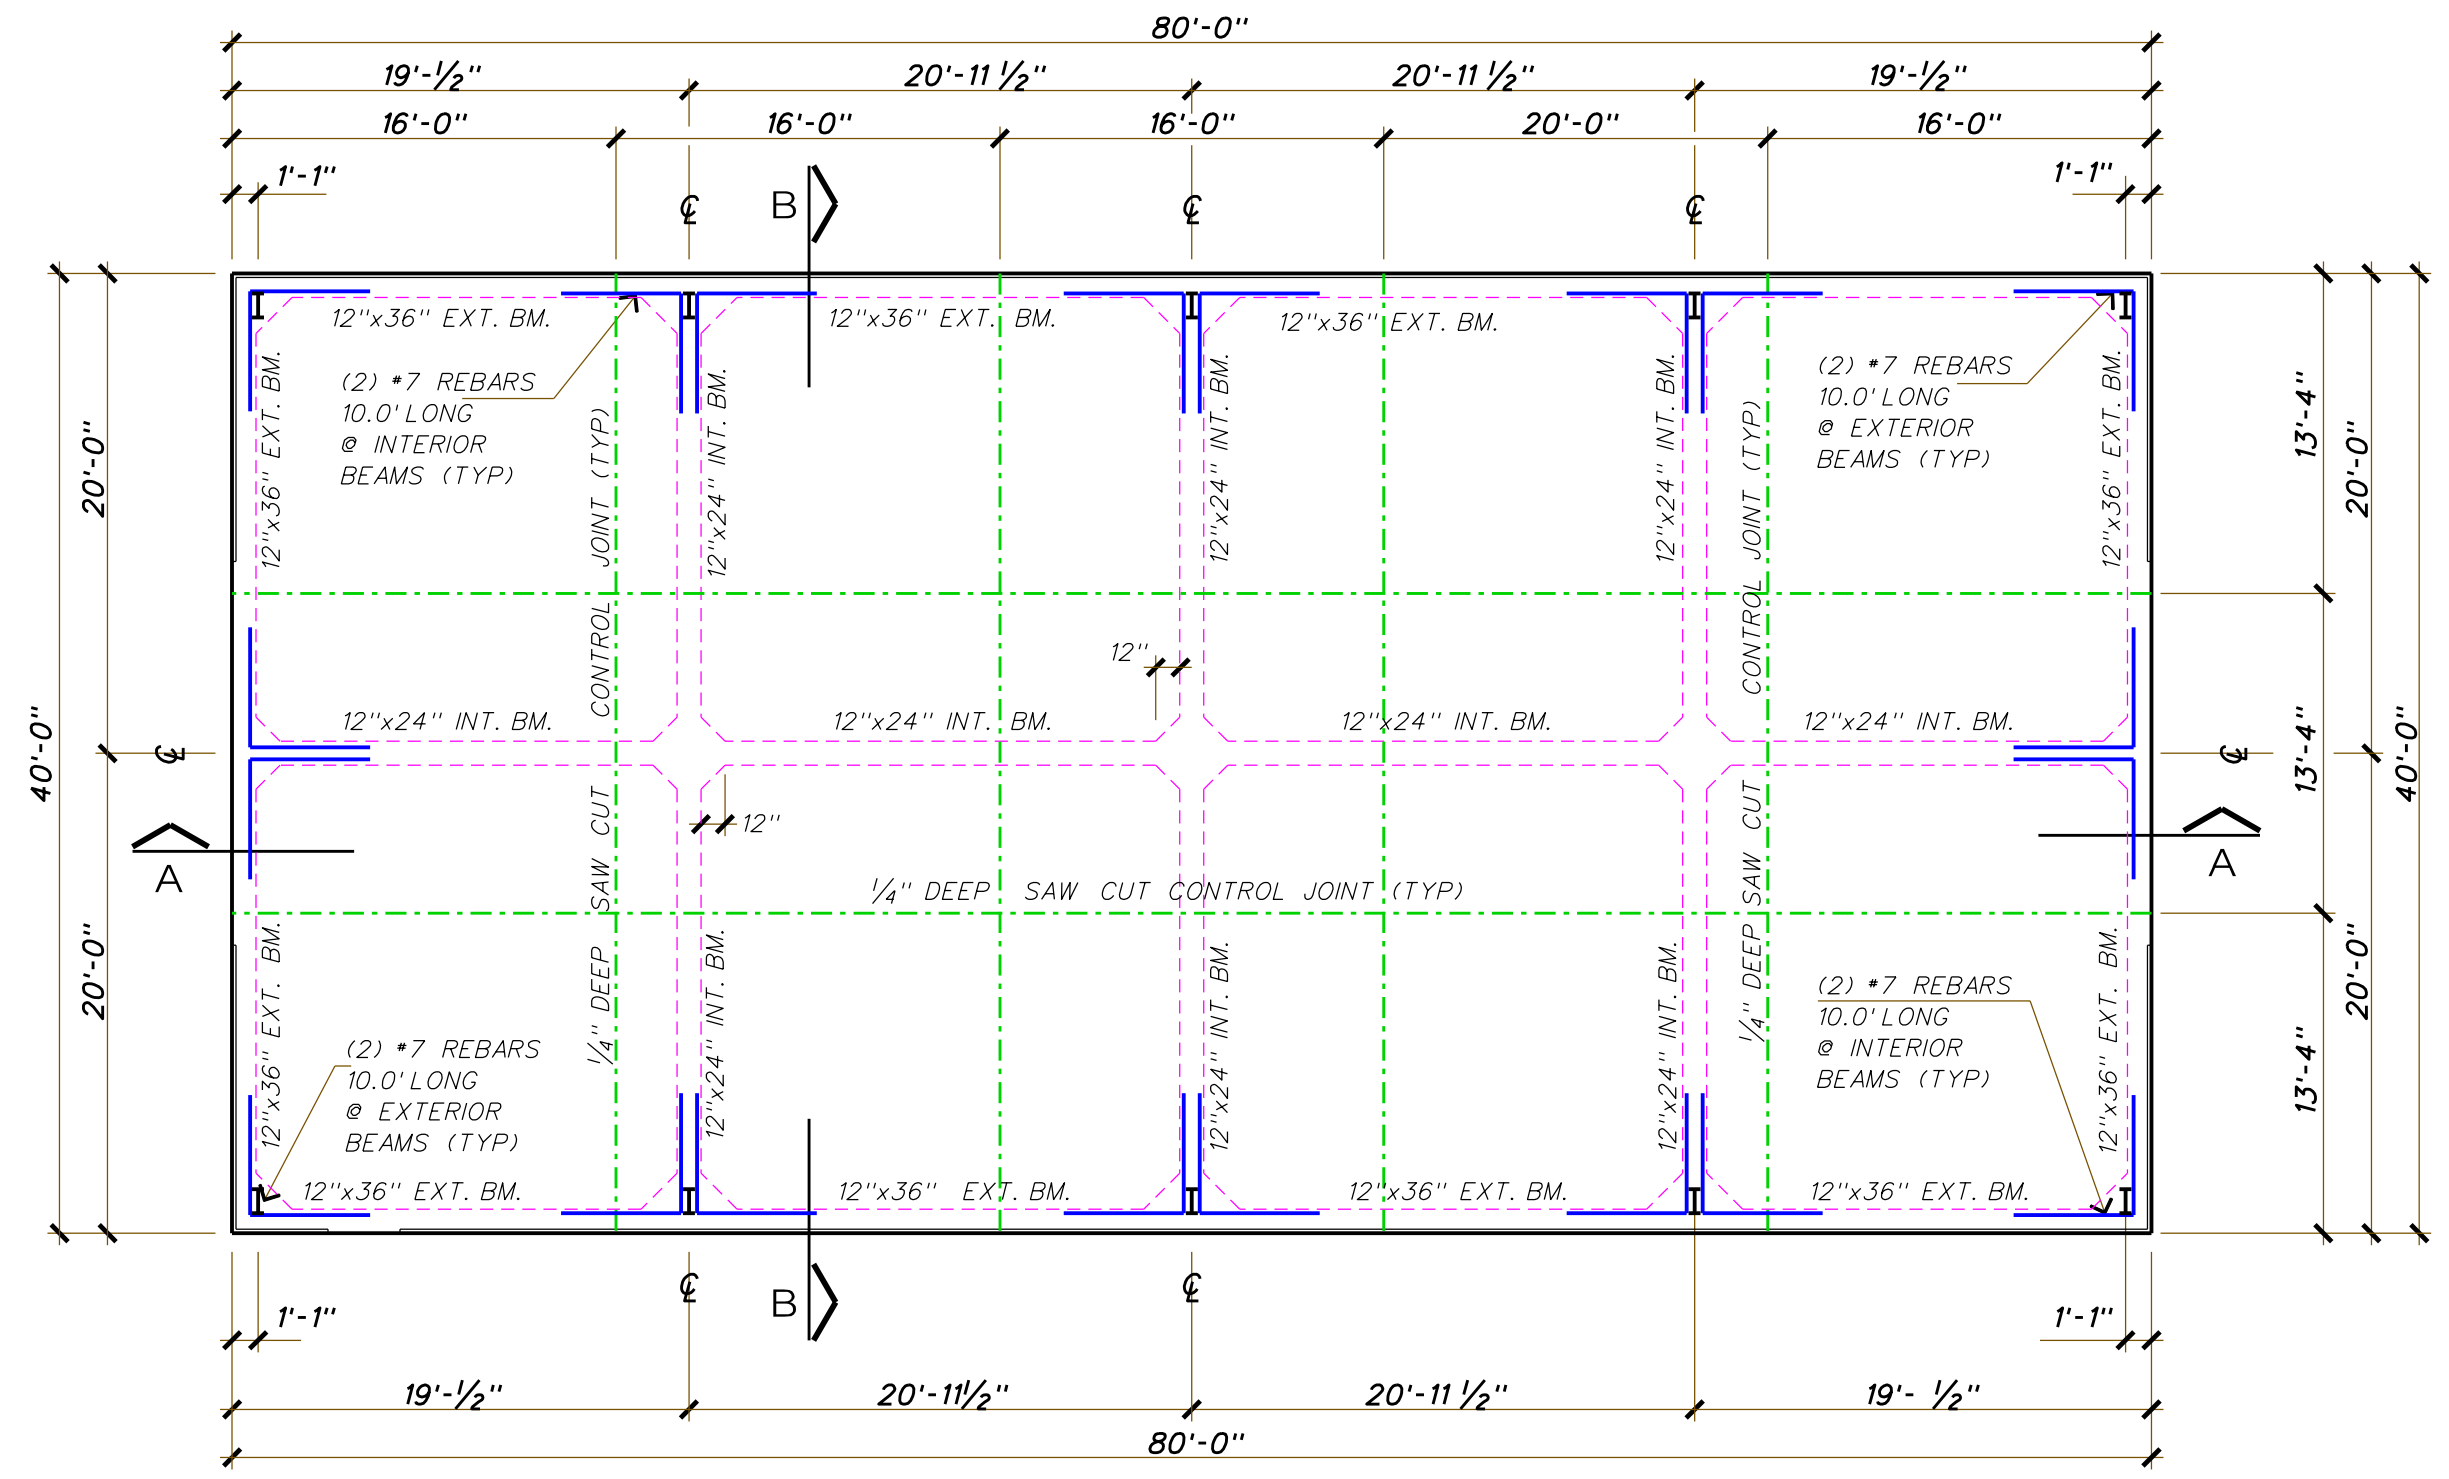 80'-0"
19'-1/2" 20'-11 1/2" 20'-11 1/2" 19'-1/2"
16'-0" 16'-0" 16'-0" 20'-0" 16'-0"
1'-1" 1'-1"
B
℄ ℄ ℄
12"x36" EXT. BM. 12"x36" EXT. BM. 12"x36" EXT. BM.
(2) #7 REBARS
10.0' LONG
@ INTERIOR
BEAMS (TYP)
(2) #7 REBARS
10.0' LONG
@ EXTERIOR
BEAMS (TYP)
12"x36" EXT. BM.
12"x24" INT. BM.
12"x24" INT. BM.
12"x24" INT. BM.
12"x36" EXT. BM.
1/4" DEEP SAW CUT CONTROL JOINT (TYP)
1/4" DEEP SAW CUT CONTROL JOINT (TYP)
40'-0"
20'-0"
20'-0"
13'-4"
13'-4"
13'-4"
20'-0"
20'-0"
40'-0"
12"
12"x24" INT. BM. 12"x24" INT. BM. 12"x24" INT. BM. 12"x24" INT. BM.
℄ ℄
12"
A A
1/4" DEEP SAW CUT CONTROL JOINT (TYP)
12"x36" EXT. BM.
12"x24" INT. BM.
12"x24" INT. BM.
12"x24" INT. BM.
12"x36" EXT. BM.
(2) #7 REBARS
10.0' LONG
@ EXTERIOR
BEAMS (TYP)
(2) #7 REBARS
10.0' LONG
@ INTERIOR
BEAMS (TYP)
12"x36" EXT. BM. 12"x36" EXT. BM. 12"x36" EXT. BM. 12"x36" EXT. BM.
℄ ℄
B
1'-1" 1'-1"
19'-1/2" 20'-11 1/2" 20'-11 1/2" 19'- 1/2"
80'-0"